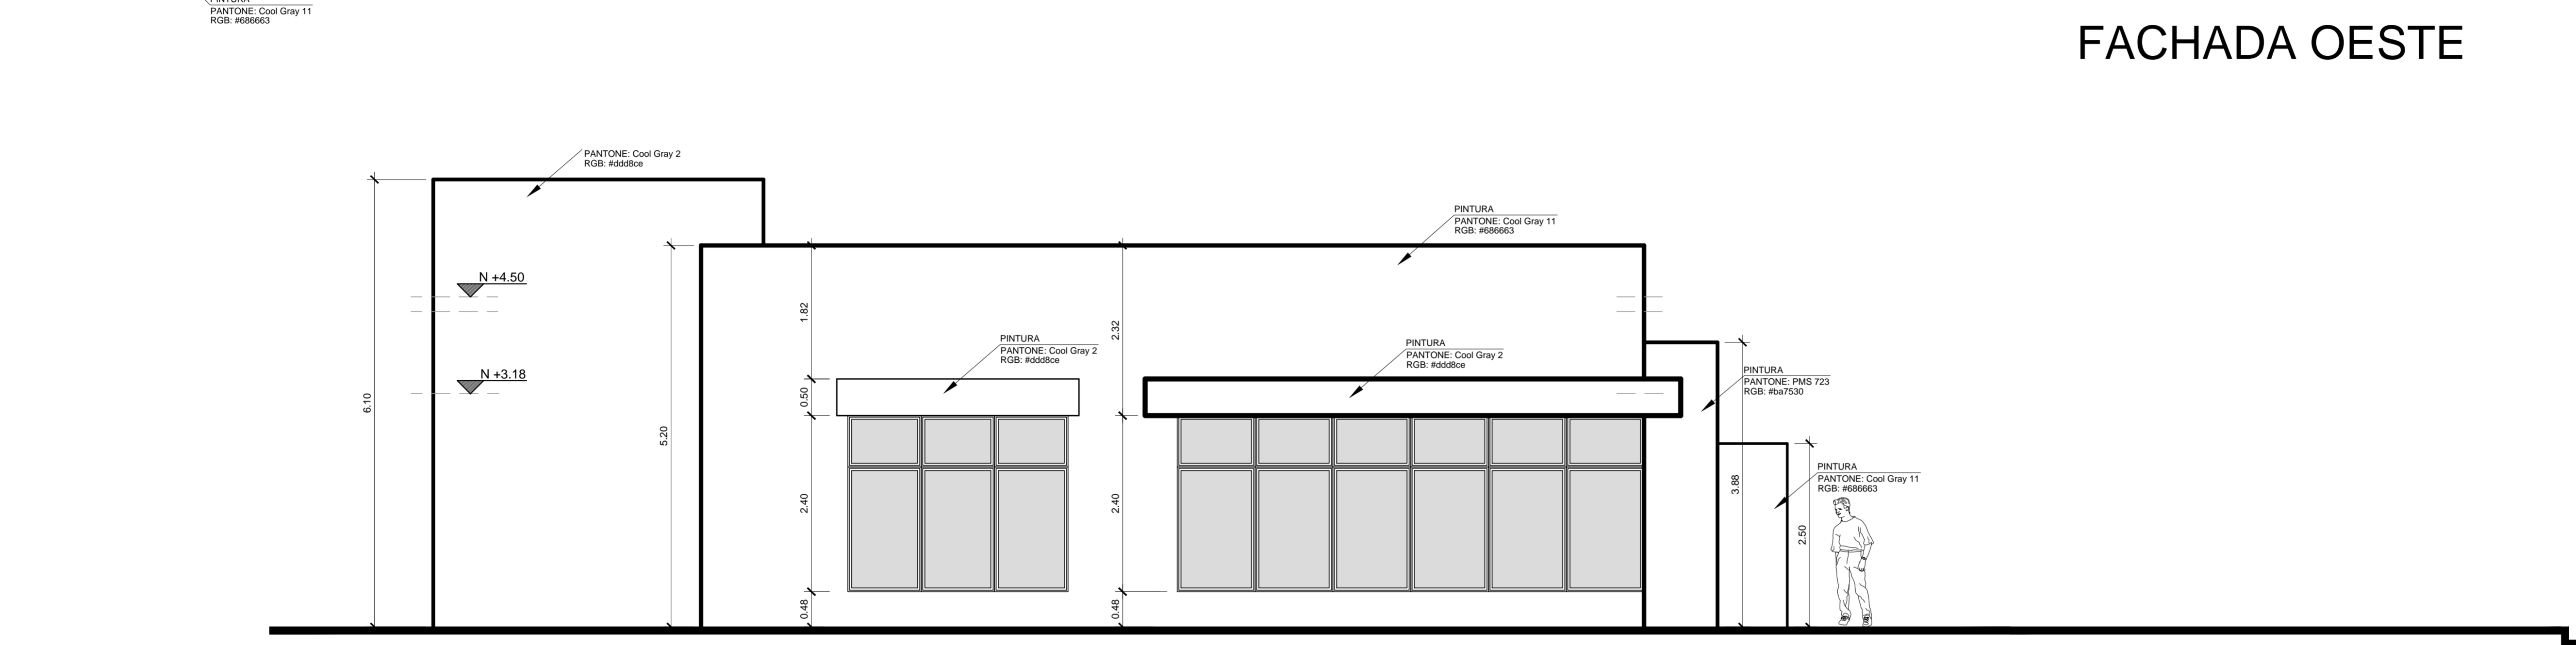 PINTURA
PANTONE: Cool Gray 11
RGB: #686663
FACHADA OESTE
PANTONE: Cool Gray 2
RGB: #ddd8ce
PINTURA
PANTONE: Cool Gray 11
RGB: #686663
N +4.50
N +3.18
6.10
5.20
1.82
0.50
2.40
0.48
PINTURA
PANTONE: Cool Gray 2
RGB: #ddd8ce
2.32
2.40
0.48
PINTURA
PANTONE: Cool Gray 2
RGB: #ddd8ce
PINTURA
PANTONE: PMS 723
RGB: #ba7530
3.88
PINTURA
PANTONE: Cool Gray 11
RGB: #686663
2.50